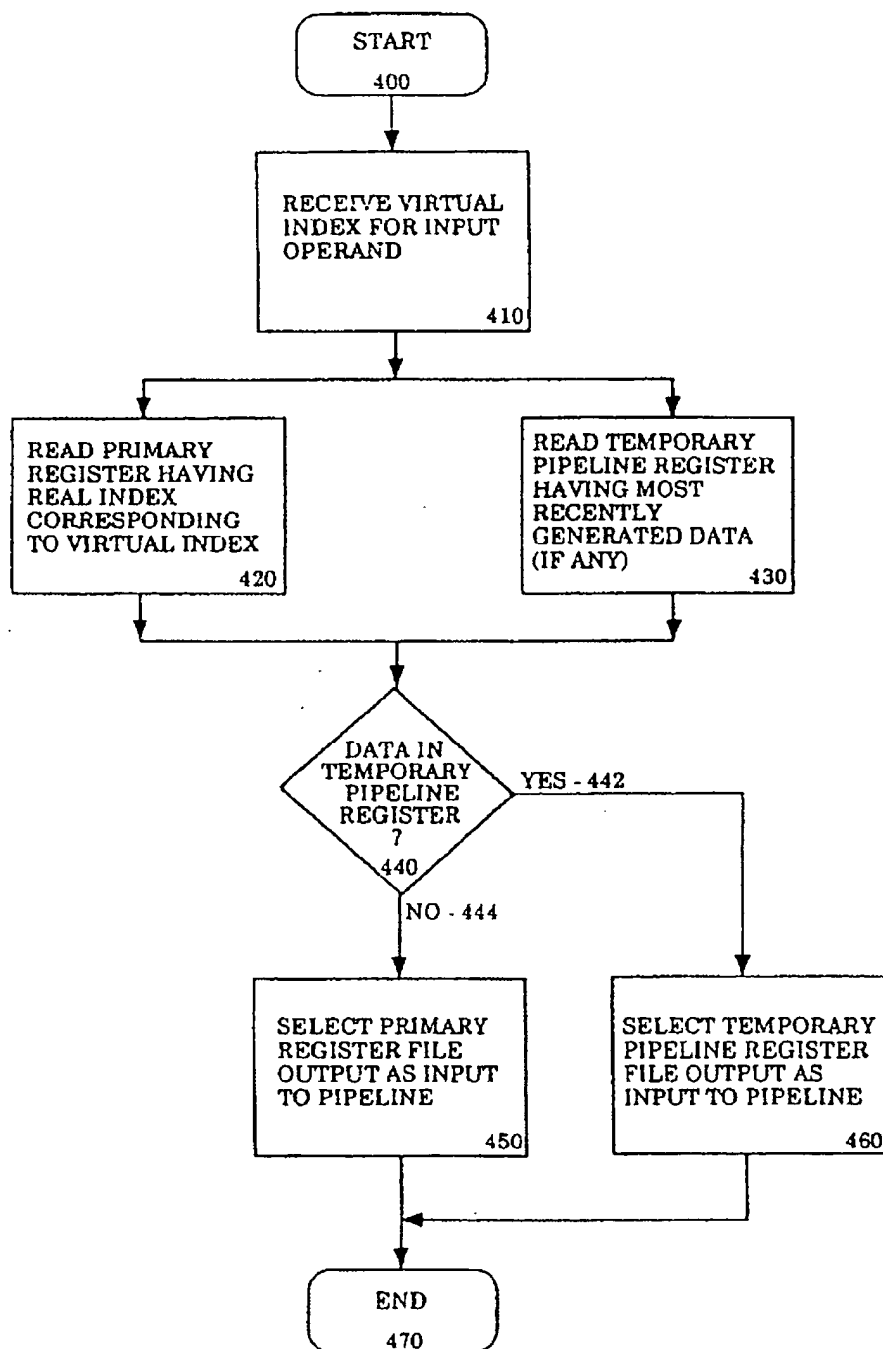 START
400
RECEIVE VIRTUAL
INDEX FOR INPUT
OPERAND
410
READ PRIMARY
REGISTER HAVING
REAL INDEX
CORRESPONDING
TO VIRTUAL INDEX
420
READ TEMPORARY
PIPELINE REGISTER
HAVING MOST
RECENTLY
GENERATED DATA
(IF ANY)
430
DATA IN
TEMPORARY
PIPELINE
REGISTER
?
440
YES - 442
NO - 444
SELECT PRIMARY
REGISTER FILE
OUTPUT AS INPUT
TO PIPELINE
450
SELECT TEMPORARY
PIPELINE REGISTER
FILE OUTPUT AS
INPUT TO PIPELINE
460
END
470